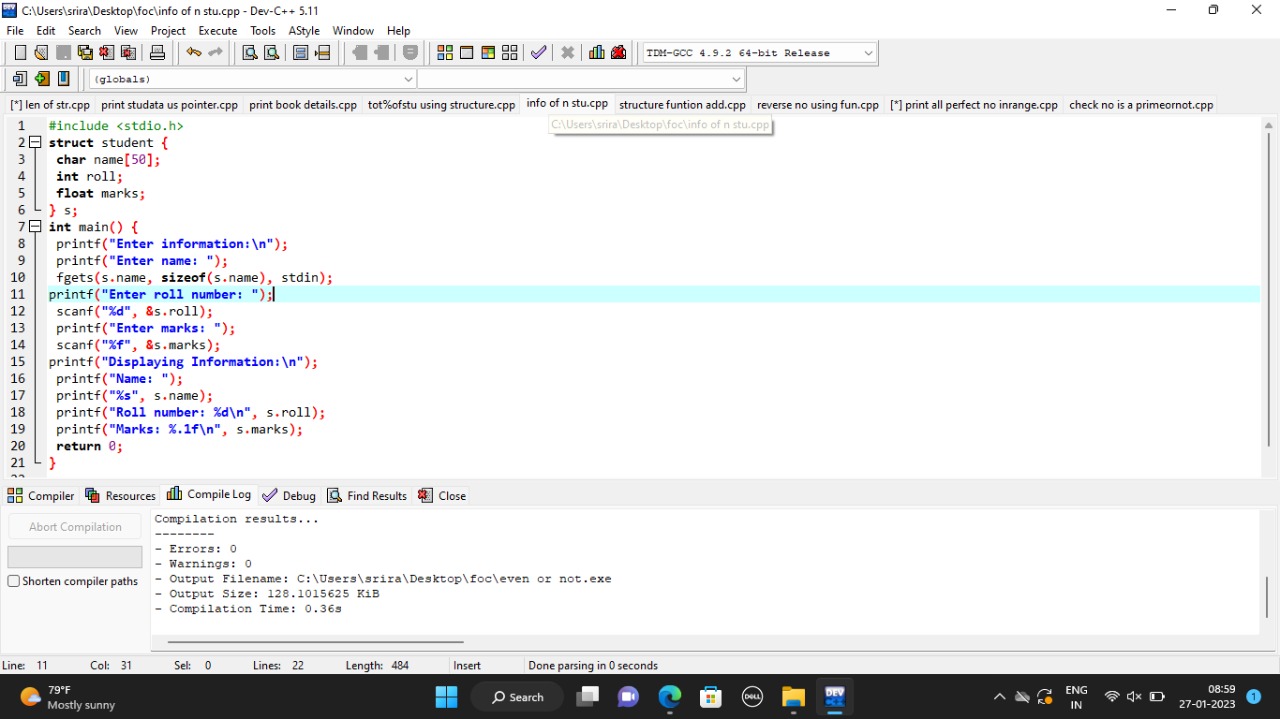 C:\Users\srira\Desktop\foc\info of n stu.cpp - Dev-C++ 5.11
File Edit Search View Project Execute Tools AStyle Window Help
TDM-GCC 4.9.2 64-bit Release
(globals)
[*] len of str.cpp print studata us pointer.cpp print book details.cpp tot%ofstu using structure.cpp info of n stu.cpp structure funtion add.cpp reverse no using fun.cpp [*] print all perfect no inrange.cpp check no is a primeornot.cpp
C:\Users\srira\Desktop\foc\info of n stu.cpp
1 #include <stdio.h>
2 struct student {
3 char name[50];
4 int roll;
5 float marks;
6 } s;
7 int main() {
8 printf("Enter information:\n");
9 printf("Enter name: ");
10 fgets(s.name, sizeof(s.name), stdin);
11 printf("Enter roll number: ");
12 scanf("%d", &s.roll);
13 printf("Enter marks: ");
14 scanf("%f", &s.marks);
15 printf("Displaying Information:\n");
16 printf("Name: ");
17 printf("%s", s.name);
18 printf("Roll number: %d\n", s.roll);
19 printf("Marks: %.1f\n", s.marks);
20 return 0;
21 }
22
Compiler Resources Compile Log Debug Find Results Close
Abort Compilation
Shorten compiler paths
Compilation results...
--------
- Errors: 0
- Warnings: 0
- Output Filename: C:\Users\srira\Desktop\foc\even or not.exe
- Output Size: 128.1015625 KiB
- Compilation Time: 0.36s
Line: 11 Col: 31 Sel: 0 Lines: 22 Length: 484 Insert Done parsing in 0 seconds
79°F
Mostly sunny
Search
DELL
DEV
ENG
IN
08:59
27-01-2023
1